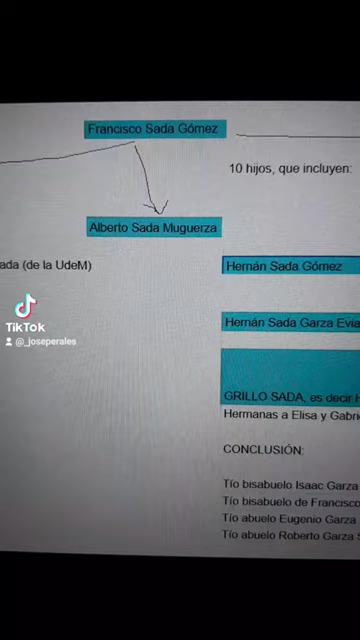 Francisco Sada Gómez
10 hijos, que incluyen:
Alberto Sada Muguerza
ada (de la UdeM)
Hernán Sada Gómez
Hernán Sada Garza Evia
GRILLO SADA, es decir H
Hermanas a Elisa y Gabri
CONCLUSIÓN:
Tío bisabuelo Isaac Garza
Tío bisabuelo de Francisco
Tío abuelo Eugenio Garza
Tío abuelo Roberto Garza S
TikTok
@_joseperales